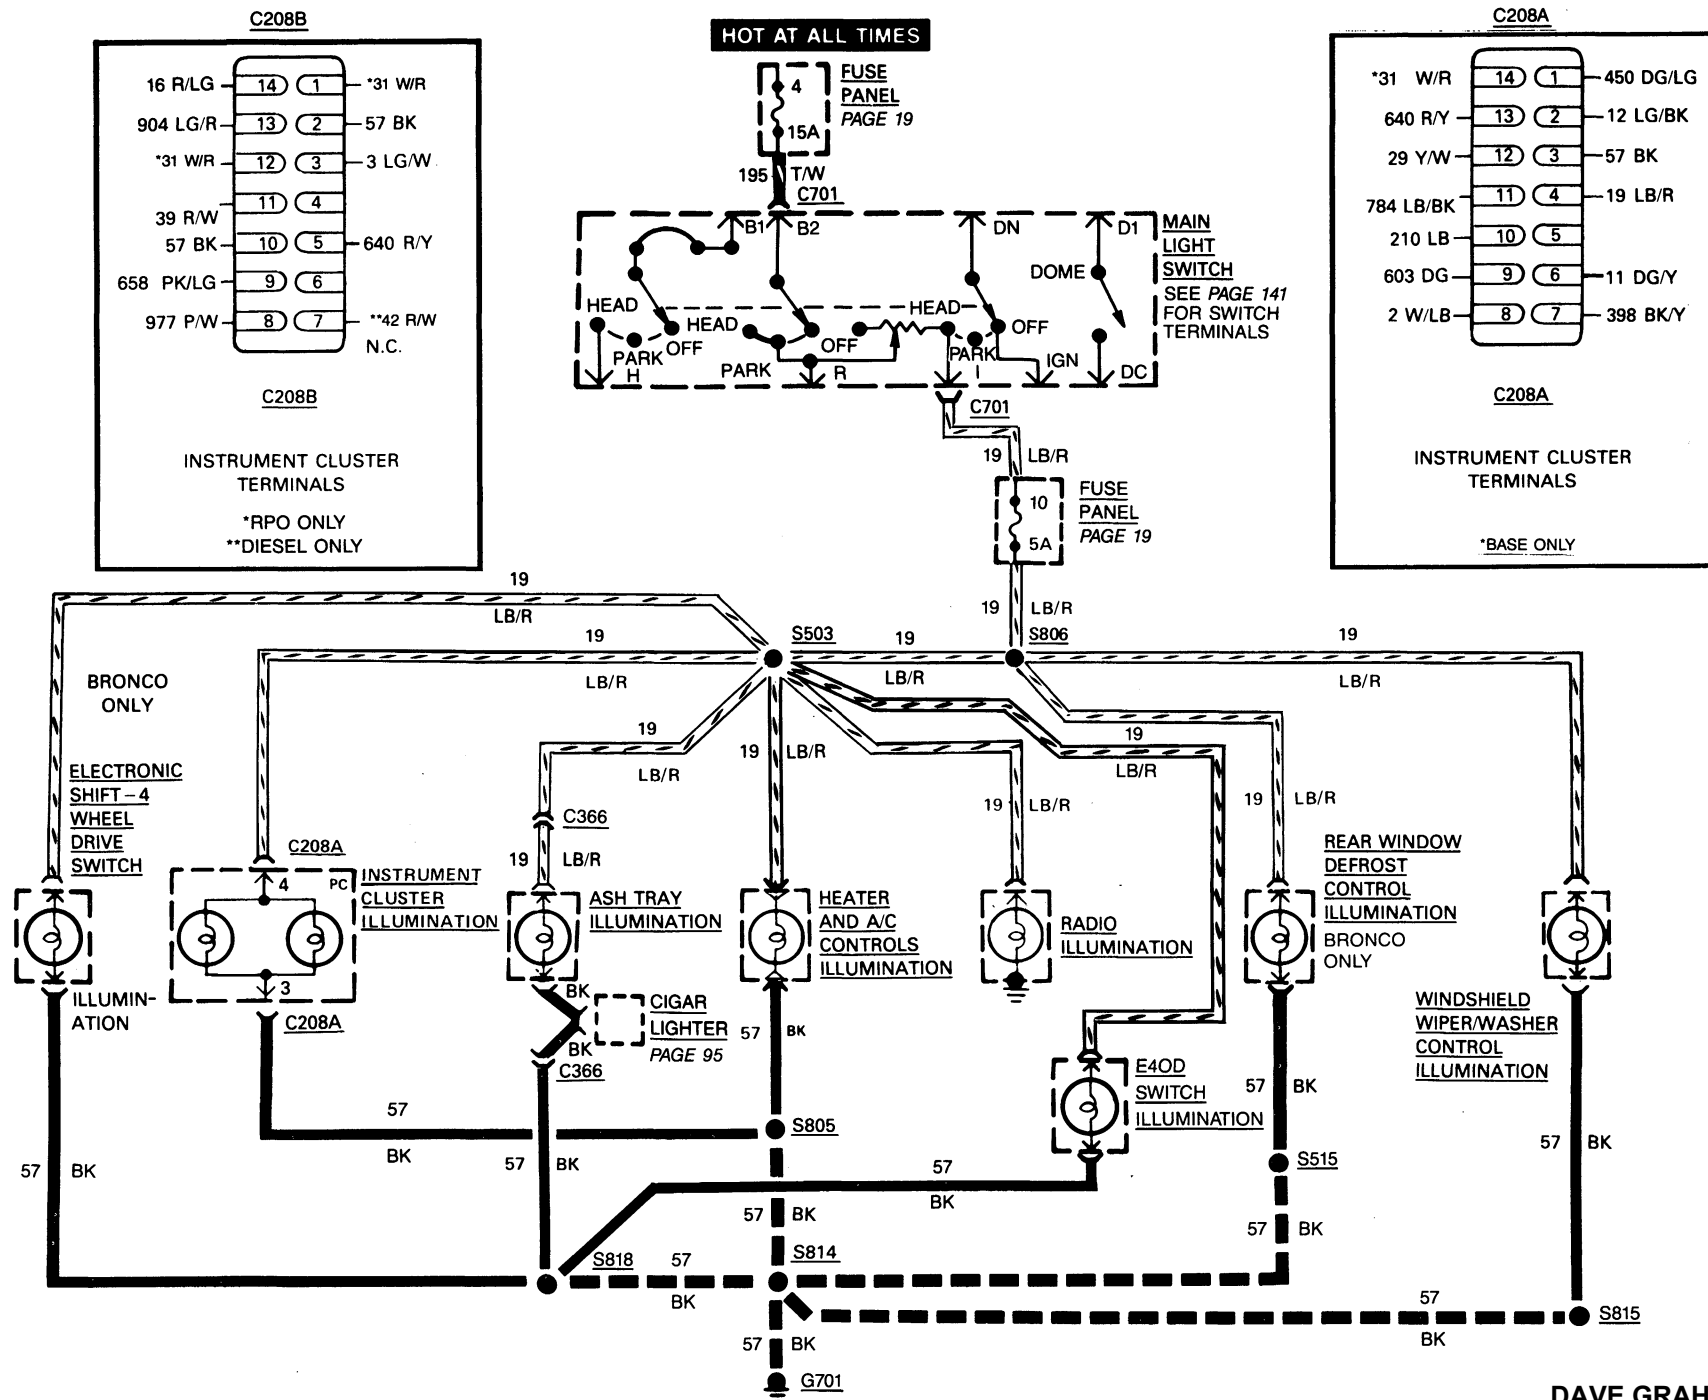 C208B
16 R/LG 14 1 *31 W/R
904 LG/R 13 2 57 BK
*31 W/R 12 3 3 LG/W
39 R/W 11 4
57 BK 10 5 640 R/Y
658 PK/LG 9 6
977 P/W 8 7 **42 R/W
N.C.
C208B
INSTRUMENT CLUSTER
TERMINALS
*RPO ONLY
**DIESEL ONLY
HOT AT ALL TIMES
4
15A
FUSE
PANEL
PAGE 19
195 T/W
C701
B1 B2 DN D1
DOME
HEAD
PARK
OFF
H
HEAD
PARK
OFF
R
HEAD
PARK
OFF
IGN
DC
MAIN
LIGHT
SWITCH
SEE PAGE 141
FOR SWITCH
TERMINALS
C701
19 LB/R
10
5A
FUSE
PANEL
PAGE 19
19 LB/R
C208A
*31 W/R 14 1 450 DG/LG
640 R/Y 13 2 12 LG/BK
29 Y/W 12 3 57 BK
784 LB/BK 11 4 19 LB/R
210 LB 10 5
603 DG 9 6 11 DG/Y
2 W/LB 8 7 398 BK/Y
C208A
INSTRUMENT CLUSTER
TERMINALS
*BASE ONLY
19
LB/R
19
LB/R
S503
19
LB/R
S806
19
LB/R
BRONCO
ONLY
19
LB/R
19 LB/R
19
LB/R
19 LB/R
19 LB/R
ELECTRONIC
SHIFT-4
WHEEL
DRIVE
SWITCH
ILLUMIN-
ATION
C208A
4
PC
INSTRUMENT
CLUSTER
ILLUMINATION
3
C208A
C366
19 LB/R
ASH TRAY
ILLUMINATION
BK
BK
CIGAR
LIGHTER
PAGE 95
C366
HEATER
AND A/C
CONTROLS
ILLUMINATION
57 BK
RADIO
ILLUMINATION
E4OD
SWITCH
ILLUMINATION
REAR WINDOW
DEFROST
CONTROL
ILLUMINATION
BRONCO
ONLY
57 BK
WINDSHIELD
WIPER/WASHER
CONTROL
ILLUMINATION
57
BK
S805
57 BK
57 BK
57 BK
57
BK
S515
57 BK
57 BK
57 BK
S818
57
BK
S814
57
BK
S815
57 BK
G701
DAVE GRAH